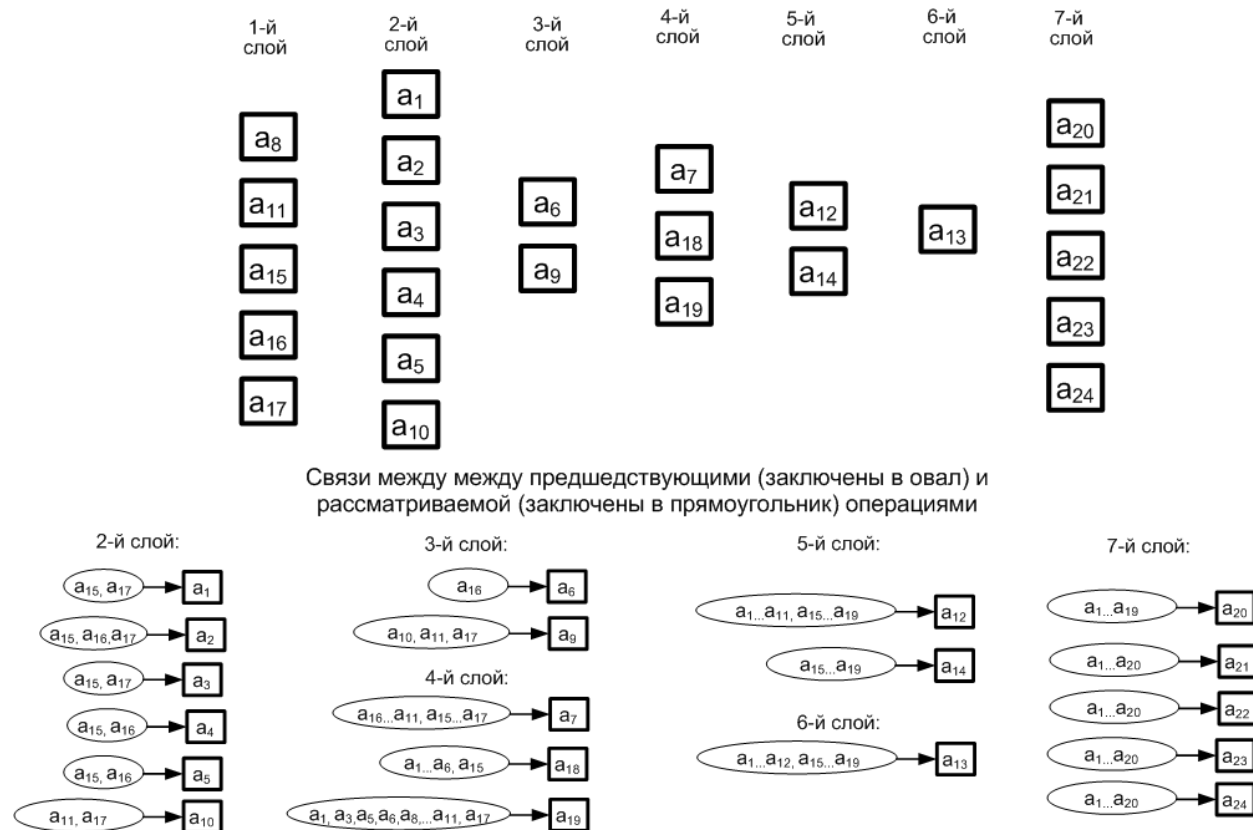 1-й слой
2-й слой
3-й слой
4-й слой
5-й слой
6-й слой
7-й слой
a8
a11
a15
a16
a17
a1
a2
a3
a4
a5
a10
a6
a9
a7
a18
a19
a12
a14
a13
a20
a21
a22
a23
a24
Связи между между предшедствующими (заключены в овал) и
рассматриваемой (заключены в прямоугольник) операциями
2-й слой:
a15, a17 a1
a15, a16,a17 a2
a15, a17 a3
a15, a16 a4
a15, a16 a5
a11, a17 a10
3-й слой:
a16 a6
a10, a11, a17 a9
4-й слой:
a16...a11, a15...a17 a7
a1...a6, a15 a18
a1, a3,a5,a6,a8,...a11, a17 a19
5-й слой:
a1...a11, a15...a19 a12
a15...a19 a14
6-й слой:
a1...a12, a15...a19 a13
7-й слой:
a1...a19 a20
a1...a20 a21
a1...a20 a22
a1...a20 a23
a1...a20 a24